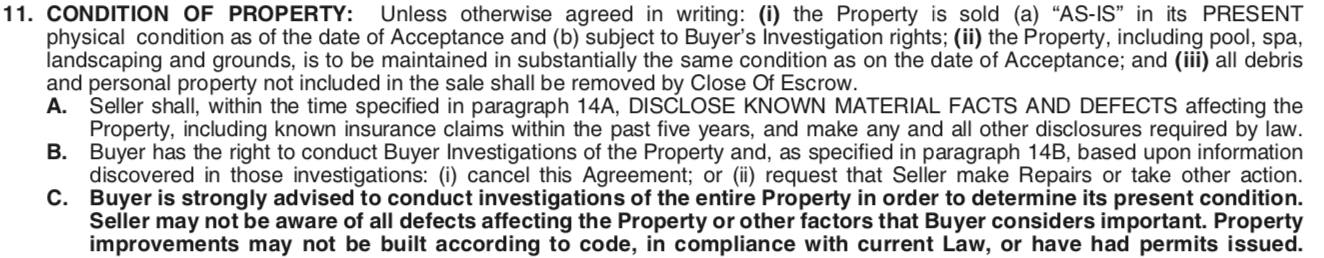 11. CONDITION OF PROPERTY: Unless otherwise agreed in writing: (i) the Property is sold (a) “AS-IS” in its PRESENT
physical condition as of the date of Acceptance and (b) subject to Buyer’s Investigation rights; (ii) the Property, including pool, spa,
landscaping and grounds, is to be maintained in substantially the same condition as on the date of Acceptance; and (iii) all debris
and personal property not included in the sale shall be removed by Close Of Escrow.
A. Seller shall, within the time specified in paragraph 14A, DISCLOSE KNOWN MATERIAL FACTS AND DEFECTS affecting the
Property, including known insurance claims within the past five years, and make any and all other disclosures required by law.
B. Buyer has the right to conduct Buyer Investigations of the Property and, as specified in paragraph 14B, based upon information
discovered in those investigations: (i) cancel this Agreement; or (ii) request that Seller make Repairs or take other action.
C. Buyer is strongly advised to conduct investigations of the entire Property in order to determine its present condition.
Seller may not be aware of all defects affecting the Property or other factors that Buyer considers important. Property
improvements may not be built according to code, in compliance with current Law, or have had permits issued.